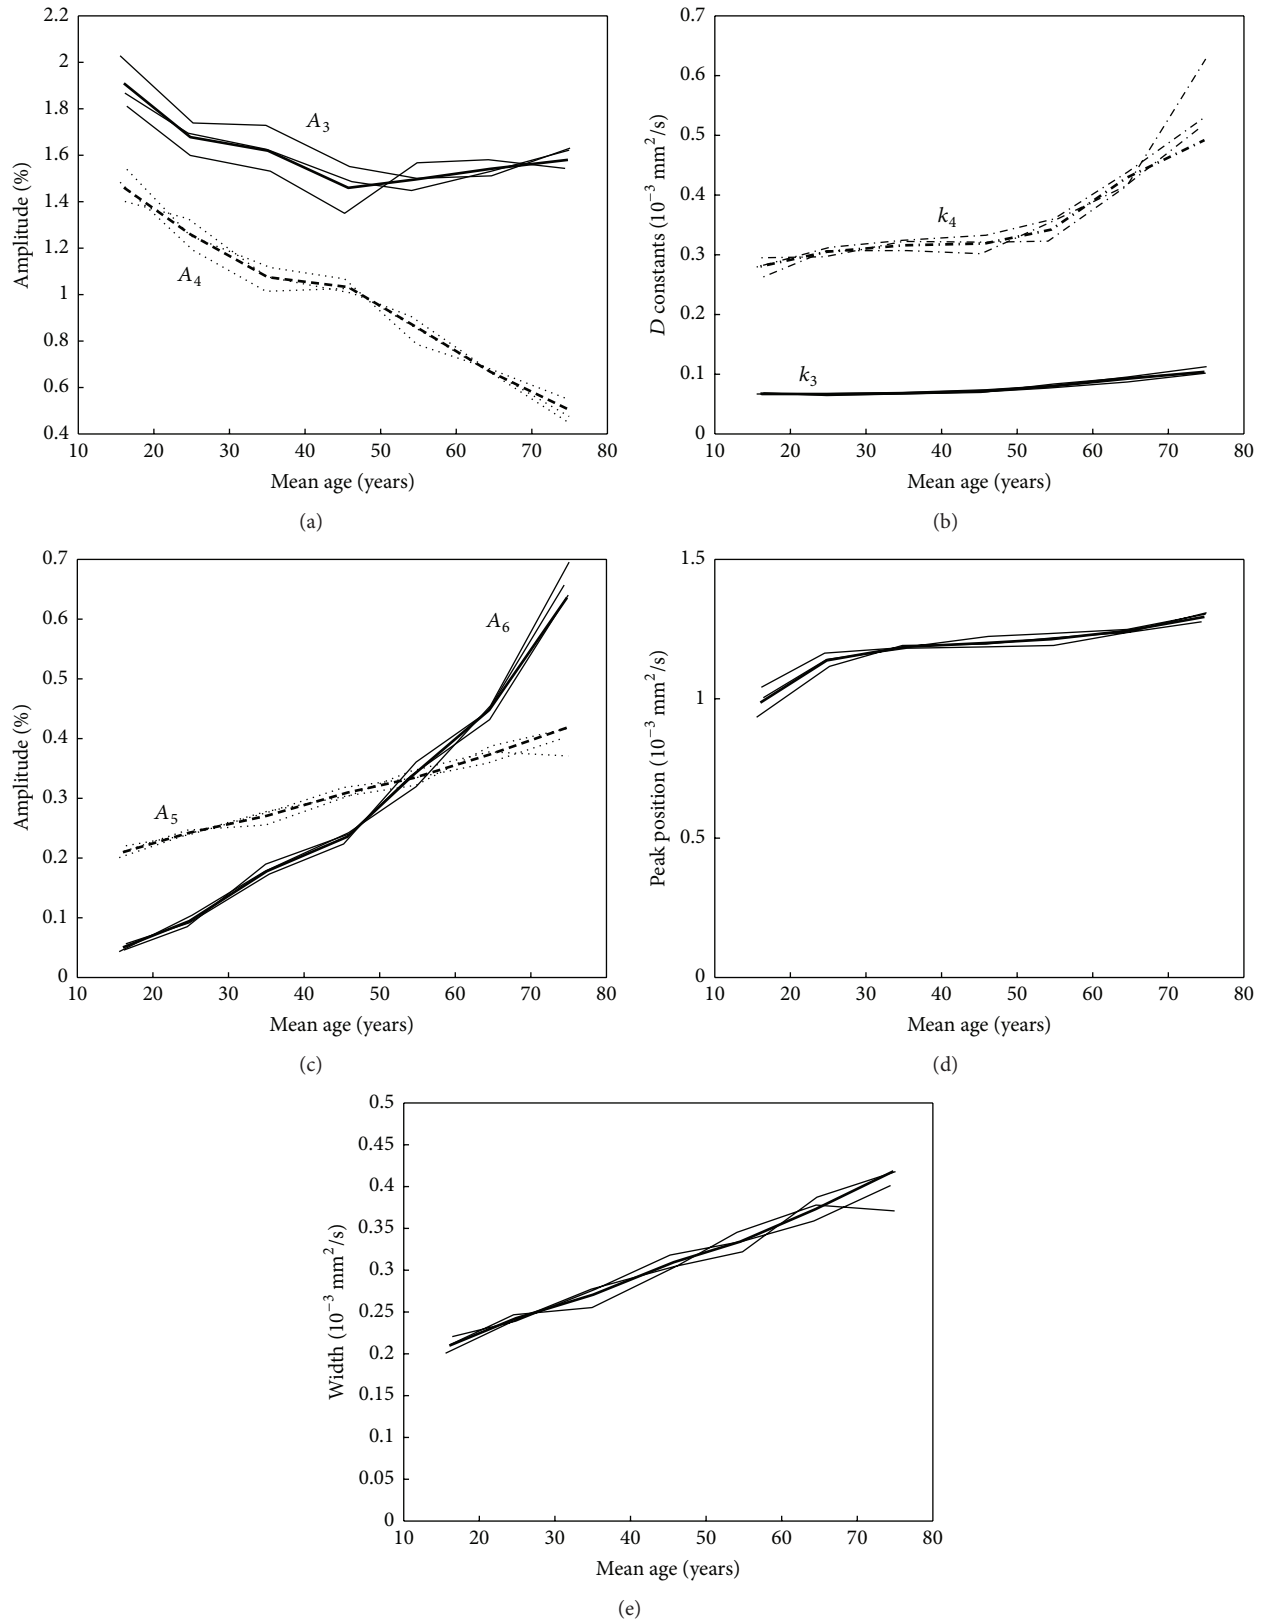 2.2
2
1.8
1.6
1.4
1.2
1
0.8
0.6
0.4
10 20 30 40 50 60 70 80
Amplitude (%)
Mean age (years)
A3
A4
(a)
0.7
0.6
0.5
0.4
0.3
0.2
0.1
0
10 20 30 40 50 60 70 80
D constants (10−3 mm2/s)
Mean age (years)
k4
k3
(b)
0.7
0.6
0.5
0.4
0.3
0.2
0.1
0
10 20 30 40 50 60 70 80
Amplitude (%)
Mean age (years)
A6
A5
(c)
1.5
1
0.5
0
10 20 30 40 50 60 70 80
Peak position (10−3 mm2/s)
Mean age (years)
(d)
0.5
0.45
0.4
0.35
0.3
0.25
0.2
0.15
0.1
0.05
0
10 20 30 40 50 60 70 80
Width (10−3 mm2/s)
Mean age (years)
(e)